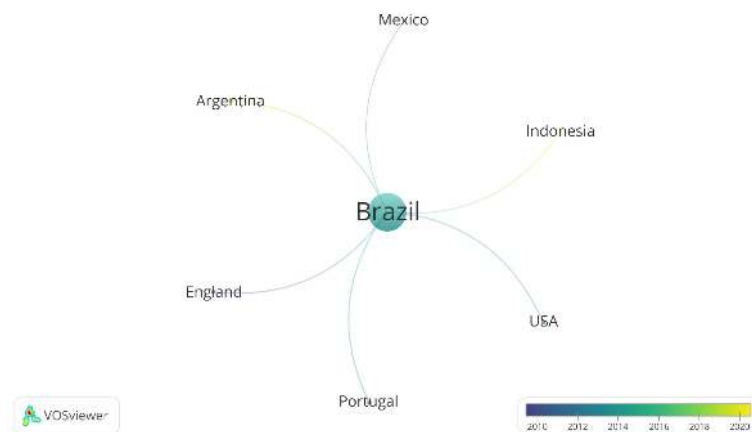 Mexico
Argentina
Indonesia
Brazil
England
USA
Portugal
VOSviewer
2010 2012 2014 2016 2018 2020